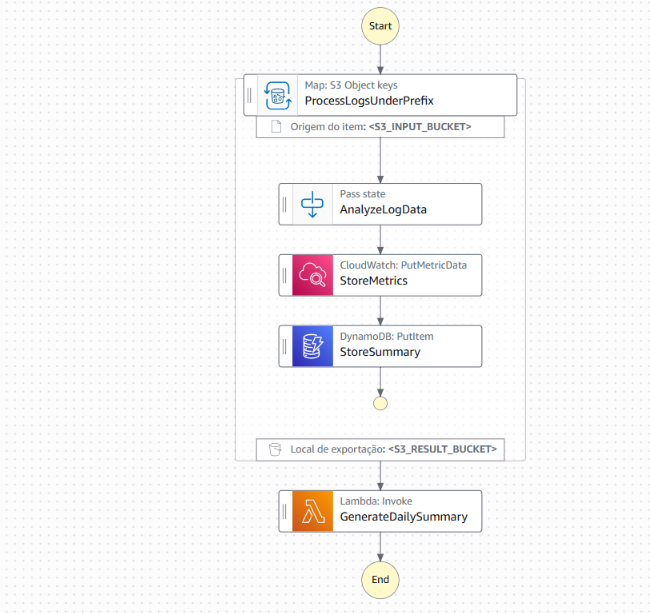 Start
Map: S3 Object keys
ProcessLogsUnderPrefix
Origem do item: <S3_INPUT_BUCKET>
Pass state
AnalyzeLogData
CloudWatch: PutMetricData
StoreMetrics
DynamoDB: PutItem
StoreSummary
Local de exportação: <S3_RESULT_BUCKET>
Lambda: Invoke
GenerateDailySummary
End